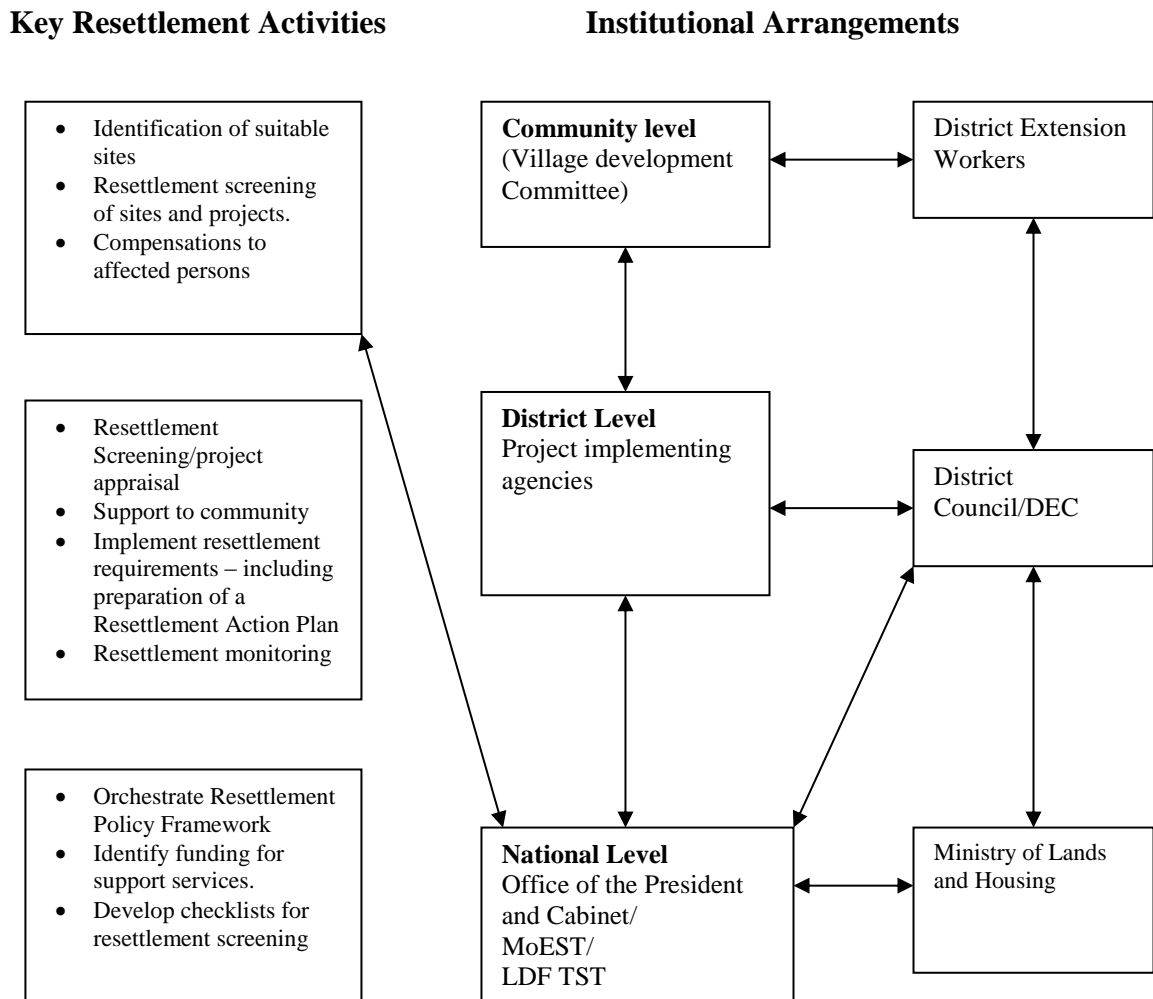 Key Resettlement Activities
Institutional Arrangements
• Identification of suitable
sites
• Resettlement screening
of sites and projects.
• Compensations to
affected persons
Community level
(Village development
Committee)
District Extension
Workers
• Resettlement
Screening/project
appraisal
• Support to community
• Implement resettlement
requirements – including
preparation of a
Resettlement Action Plan
• Resettlement monitoring
District Level
Project implementing
agencies
District
Council/DEC
• Orchestrate Resettlement
Policy Framework
• Identify funding for
support services.
• Develop checklists for
resettlement screening
National Level
Office of the President
and Cabinet/
MoEST/
LDF TST
Ministry of Lands
and Housing